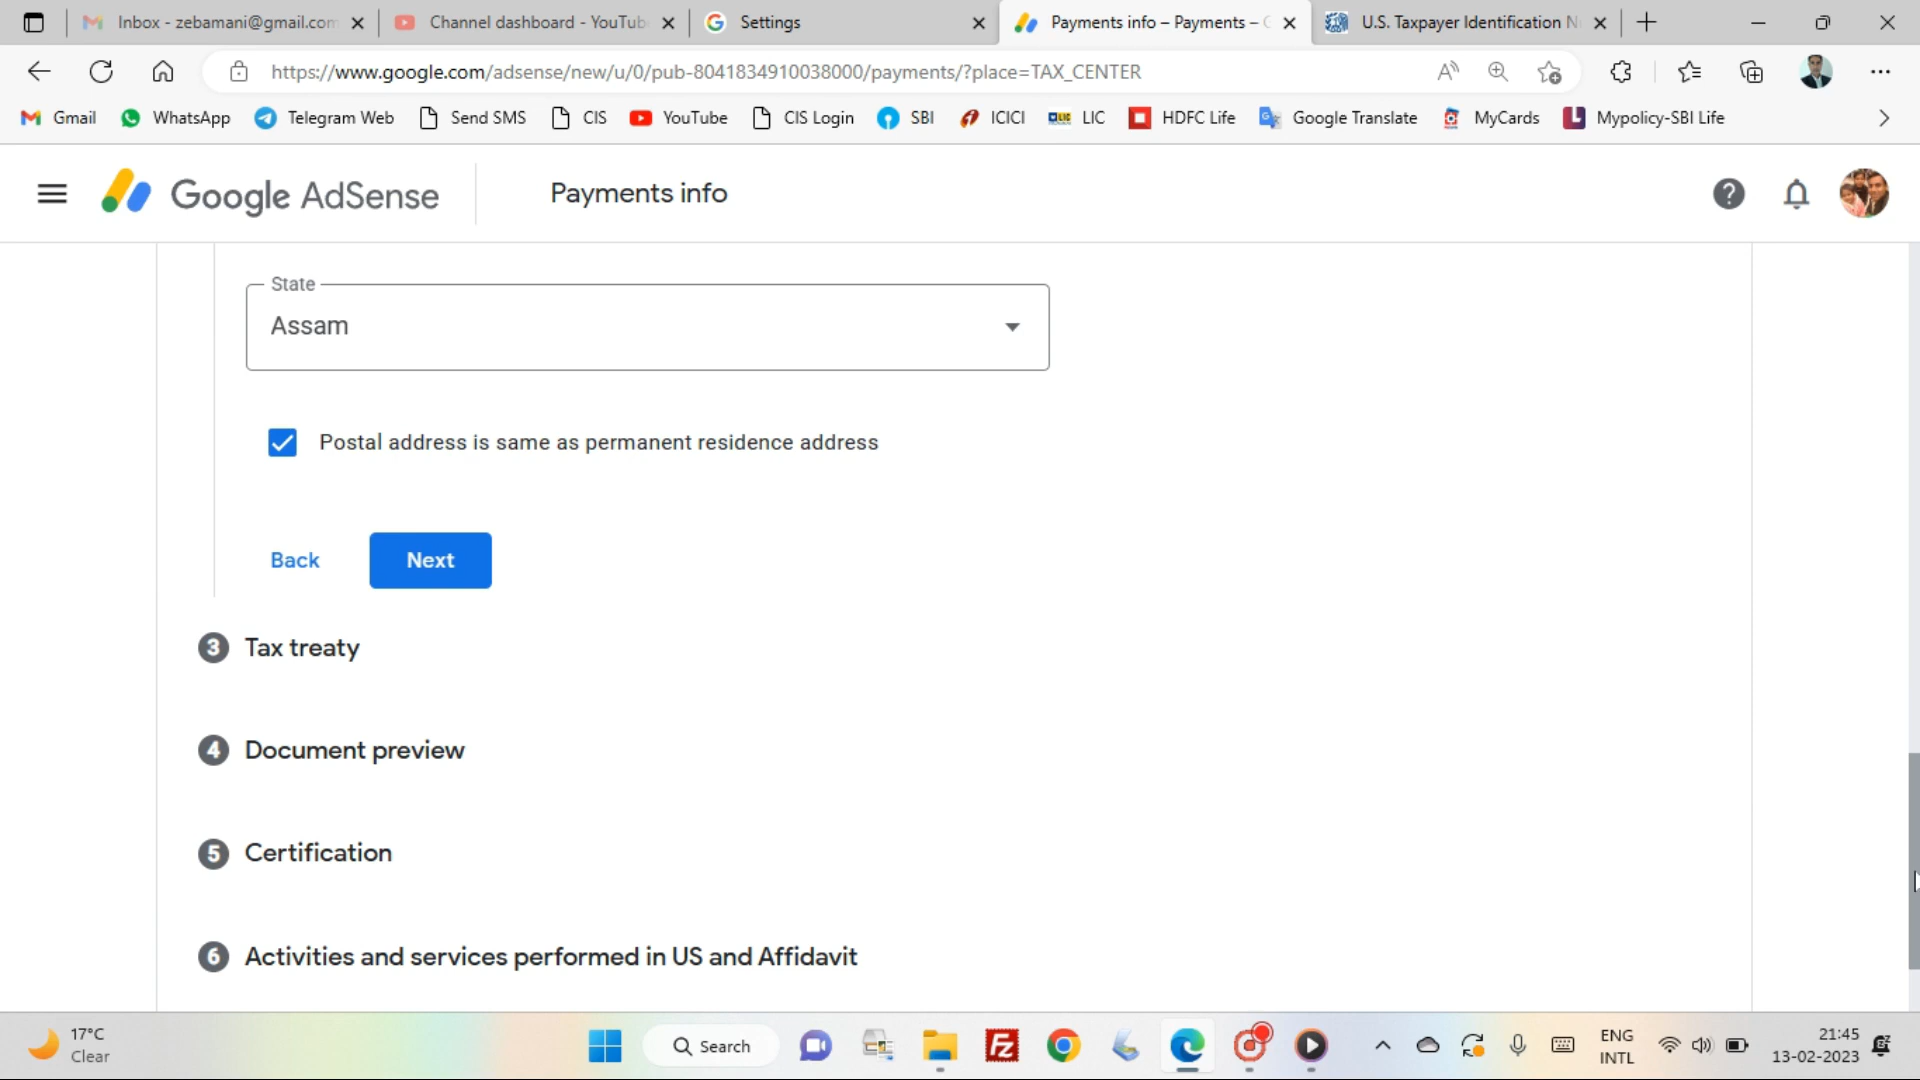 Inbox - zebamani@gmail.com
Channel dashboard - YouTub
Settings
Payments info – Payments – G
U.S. Taxpayer Identification N
https://www.google.com/adsense/new/u/0/pub-8041834910038000/payments/?place=TAX_CENTER
Gmail
WhatsApp
Telegram Web
Send SMS
CIS
YouTube
CIS Login
SBI
ICICI
LIC
HDFC Life
Google Translate
MyCards
Mypolicy-SBI Life
Google AdSense
Payments info
State
Assam
Postal address is same as permanent residence address
Back
Next
3 Tax treaty
4 Document preview
5 Certification
6 Activities and services performed in US and Affidavit
17°C
Clear
Search
ENG
INTL
21:45
13-02-2023